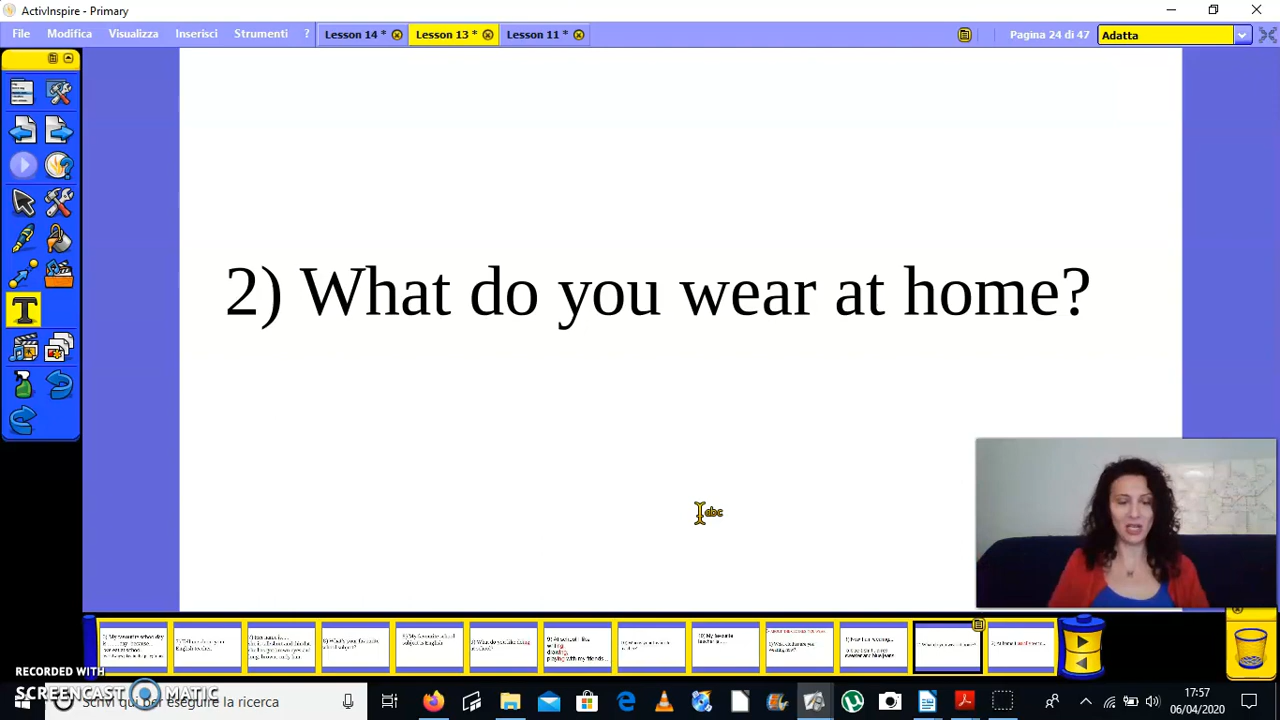 ActivInspire - Primary
File Modifica Visualizza Inserisci Strumenti ? Lesson 14 * Lesson 13 * Lesson 11 * Pagina 24 di 47 Adatta
2) What do you wear at home?
abc
RECORDED WITH
SCREENCAST MATIC
Scrivi qui per eseguire la ricerca
17:57
06/04/2020